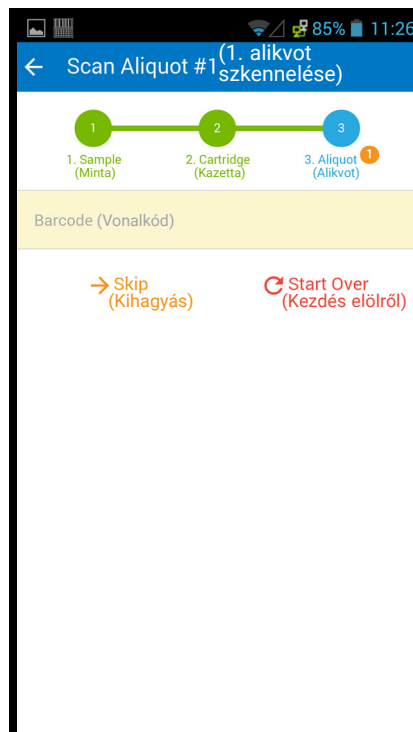 85% 11:26
Scan Aliquot #1 (1. alikvot
szkennelése)
1 2 3
1. Sample
(Minta)
2. Cartridge
(Kazetta)
3. Aliquot 1
(Alikvot)
Barcode (Vonalkód)
Skip
(Kihagyás)
Start Over
(Kezdés elölről)